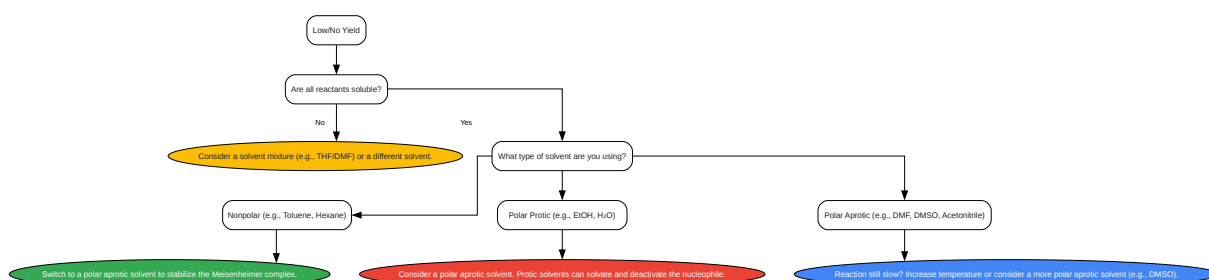 Low/No Yield
Are all reactants soluble?
No
Yes
Consider a solvent mixture (e.g., THF/DMF) or a different solvent.
What type of solvent are you using?
Nonpolar (e.g., Toluene, Hexane)
Polar Protic (e.g., EtOH, H₂O)
Polar Aprotic (e.g., DMF, DMSO, Acetonitrile)
Switch to a polar aprotic solvent to stabilize the Meisenheimer complex.
Consider a polar aprotic solvent. Protic solvents can solvate and deactivate the nucleophile.
Reaction still slow? Increase temperature or consider a more polar aprotic solvent (e.g., DMSO).